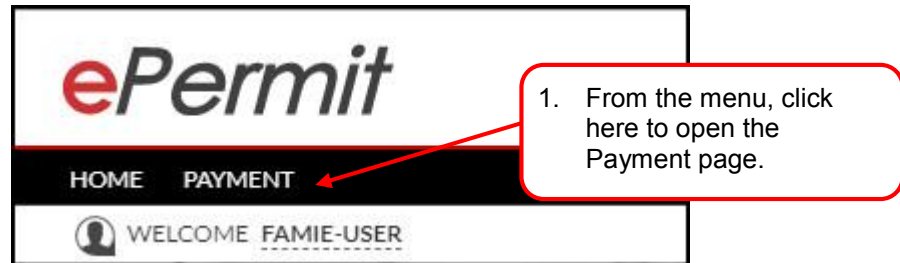 ePermit
1. From the menu, click
here to open the
Payment page.
HOME PAYMENT
WELCOME FAMIE-USER